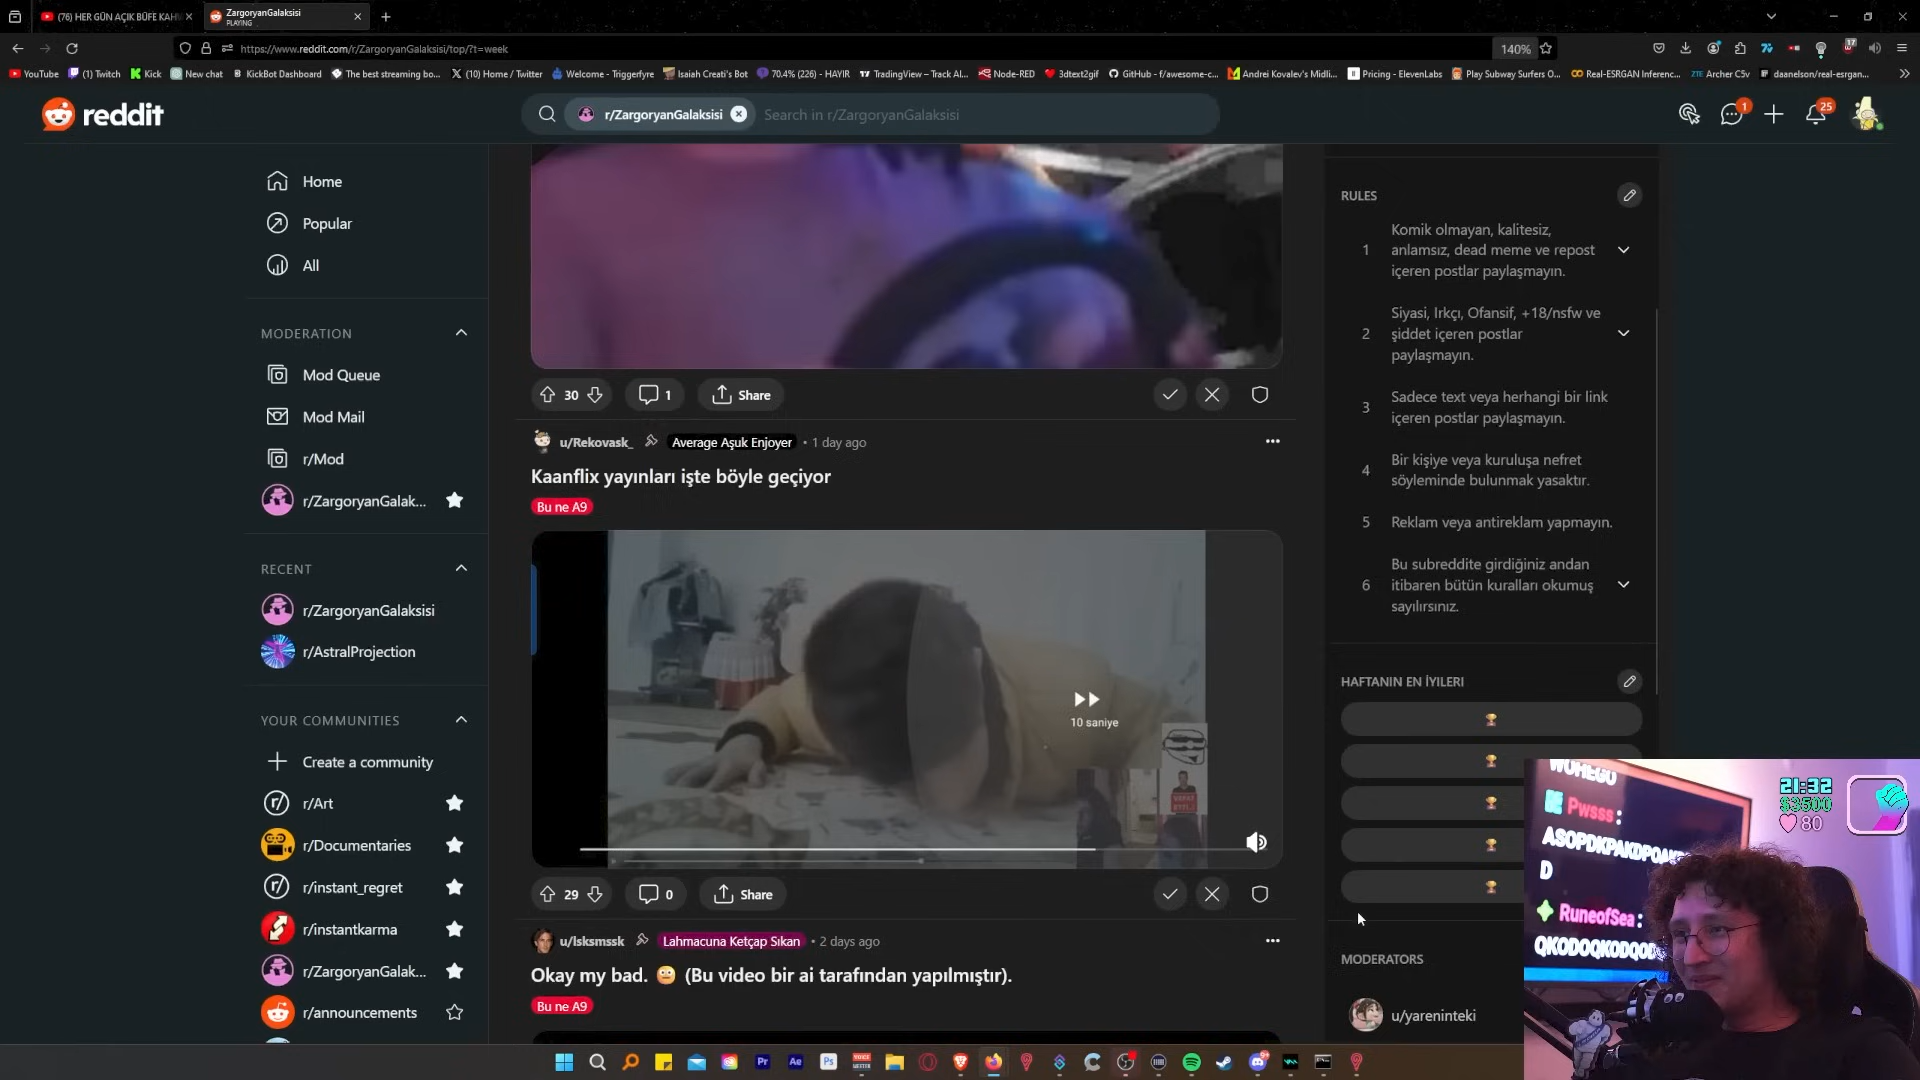 (76) HER GÜN AÇIK BÜFE KAH
ZargoryanGalaksisi
PLAYING
https://www.reddit.com/r/ZargoryanGalaksisi/top/?t=week
140%
17
YouTube
(1) Twitch
Kick
New chat
KickBot Dashboard
The best streaming bo...
(10) Home / Twitter
Welcome - Triggerfyre
Isaiah Creati's Bot
70.4% (226) - HAYIR
TradingView – Track Al...
Node-RED
3dtext2gif
GitHub - f/awesome-c...
Andrei Kovalev's Midli...
Pricing - ElevenLabs
Play Subway Surfers O...
Real-ESRGAN Inferenc...
ZTE Archer C5v
daanelson/real-esrgan...
reddit
r/ZargoryanGalaksisi
Search in r/ZargoryanGalaksisi
1
25
Home
Popular
All
MODERATION
Mod Queue
Mod Mail
r/Mod
r/ZargoryanGalak...
RECENT
r/ZargoryanGalaksisi
r/AstralProjection
YOUR COMMUNITIES
Create a community
r/Art
r/Documentaries
r/instant_regret
r/instantkarma
r/ZargoryanGalak...
r/announcements
30
1
Share
u/Rekovask_ Average Aşuk Enjoyer • 1 day ago
Kaanflix yayınları işte böyle geçiyor
Bu ne A9
10 saniye
29
0
Share
u/lsksmssk Lahmacuna Ketçap Sıkan • 2 days ago
Okay my bad. 😳 (Bu video bir ai tarafından yapılmıştır).
Bu ne A9
RULES
1 Komik olmayan, kalitesiz,
anlamsız, dead meme ve repost
içeren postlar paylaşmayın.
2 Siyasi, Irkçı, Ofansif, +18/nsfw ve
şiddet içeren postlar
paylaşmayın.
3 Sadece text veya herhangi bir link
içeren postlar paylaşmayın.
4 Bir kişiye veya kuruluşa nefret
söyleminde bulunmak yasaktır.
5 Reklam veya antireklam yapmayın.
6 Bu subreddite girdiğiniz andan
itibaren bütün kuralları okumuş
sayılırsınız.
HAFTANIN EN İYILERI
MODERATORS
u/yareninteki
Pwsss:
D
RuneofSea:
21:32
$3500
80